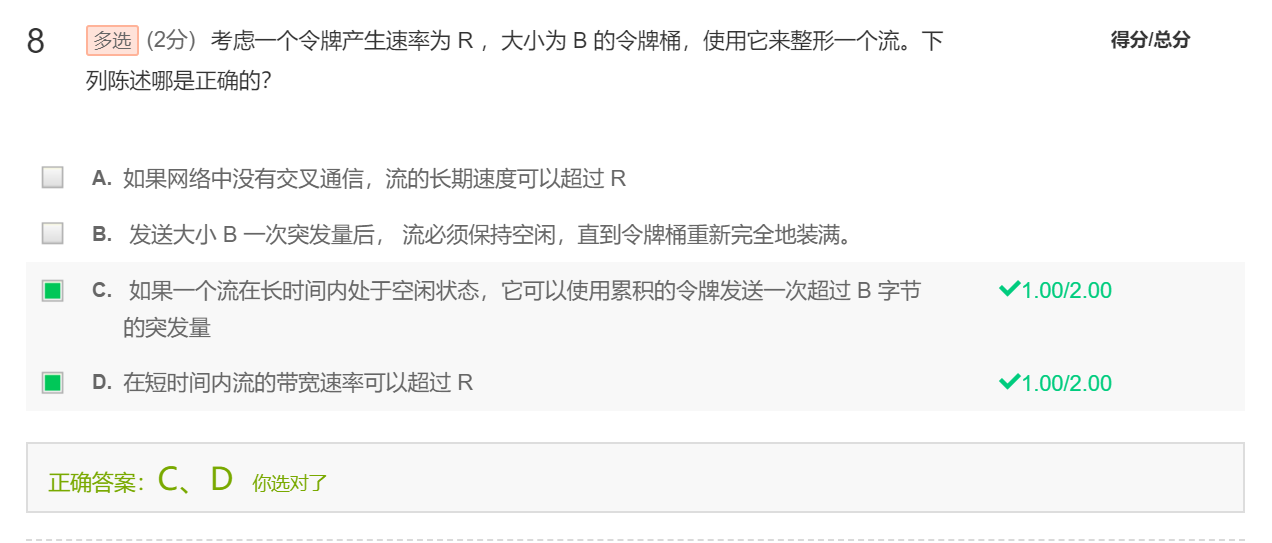 8 多选 (2分) 考虑一个令牌产生速率为 R ，大小为 B 的令牌桶，使用它来整形一个流。下 得分/总分
列陈述哪是正确的？
A. 如果网络中没有交叉通信，流的长期速度可以超过 R
B. 发送大小 B 一次突发量后， 流必须保持空闲，直到令牌桶重新完全地装满。
C. 如果一个流在长时间内处于空闲状态，它可以使用累积的令牌发送一次超过 B 字节 1.00/2.00
的突发量
D. 在短时间内流的带宽速率可以超过 R 1.00/2.00
正确答案：C、D 你选对了